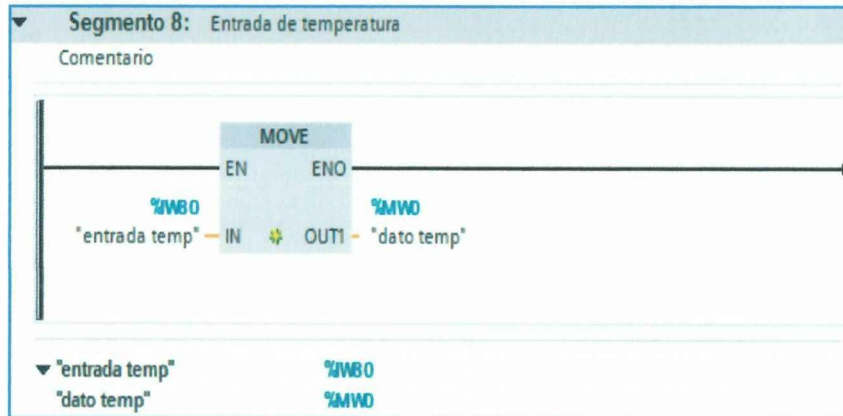 Segmento 8: Entrada de temperatura
Comentario
MOVE
EN ENO
%IW80 %MW0
"entrada temp" IN OUT1 "dato temp"
"entrada temp" %IW80
"dato temp" %MW0